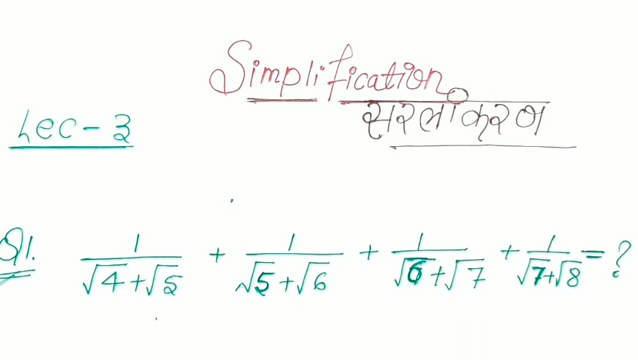 Simplification
सरलीकरण
Lec-3
Q1. 1/(√4+√5) + 1/(√5+√6) + 1/(√6+√7) + 1/(√7+√8) = ?